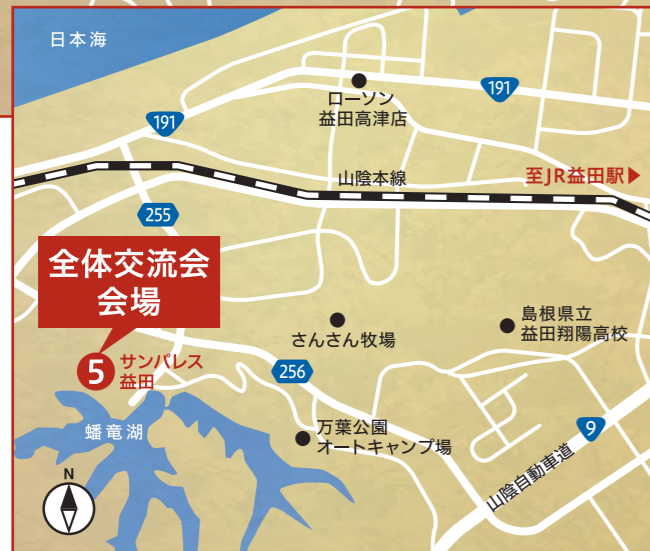 日本海
191
ローソン
益田高津店
191
山陰本線
至JR益田駅▶
255
全体交流会
会場
さんさん牧場
島根県立
益田翔陽高校
5
サンパレス
益田
256
蟠竜湖
万葉公園
オートキャンプ場
9
山陰自動車道
N